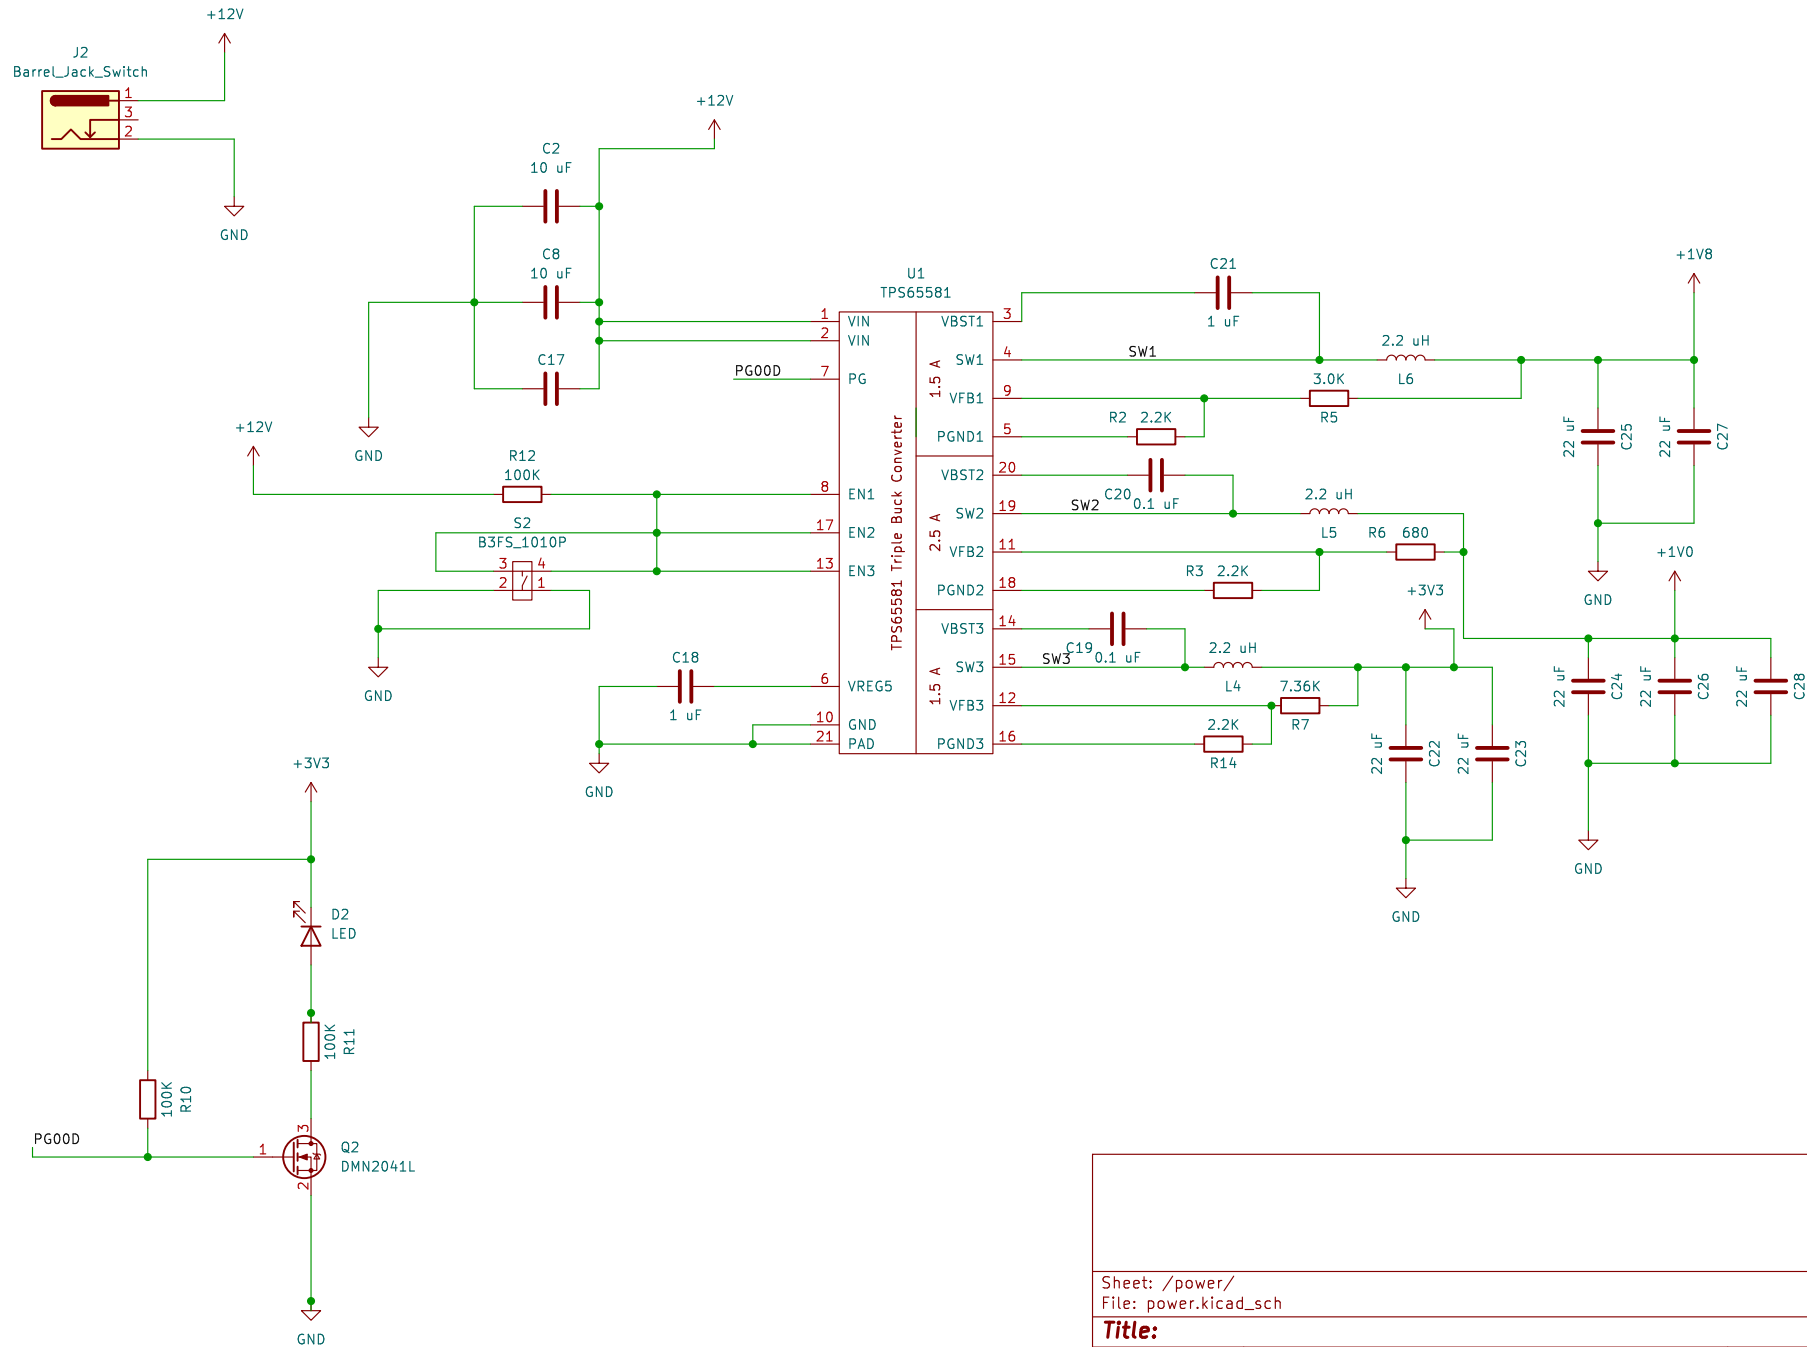 +12V
J2
Barrel_Jack_Switch
1
3
2
GND
+12V
C2
10 uF
C8
10 uF
C17
GND
+12V
R12
100K
S2
B3FS_1010P
3
4
2
1
GND
C18
1 uF
GND
PGOOD
U1
TPS65581
1
VIN
2
VIN
7
PG
8
EN1
17
EN2
13
EN3
6
VREG5
10
GND
21
PAD
TPS65581 Triple Buck Converter
1.5 A
2.5 A
1.5 A
VBST1
3
SW1
4
VFB1
9
PGND1
5
VBST2
20
SW2
19
VFB2
11
PGND2
18
VBST3
14
SW3
15
VFB3
12
PGND3
16
C21
1 uF
SW1
2.2 uH
L6
3.0K
R5
R2
2.2K
C20
0.1 uF
SW2
2.2 uH
L5
R6
680
R3
2.2K
C19
0.1 uF
SW3
2.2 uH
L4
7.36K
R7
2.2K
R14
+1V8
22 uF
C25
22 uF
C27
GND
+1V0
+3V3
22 uF
C24
22 uF
C26
22 uF
C28
GND
22 uF
C22
22 uF
C23
GND
+3V3
D2
LED
100K
R11
100K
R10
PGOOD
1
3
2
Q2
DMN2041L
GND
Sheet: /power/
File: power.kicad_sch
Title: